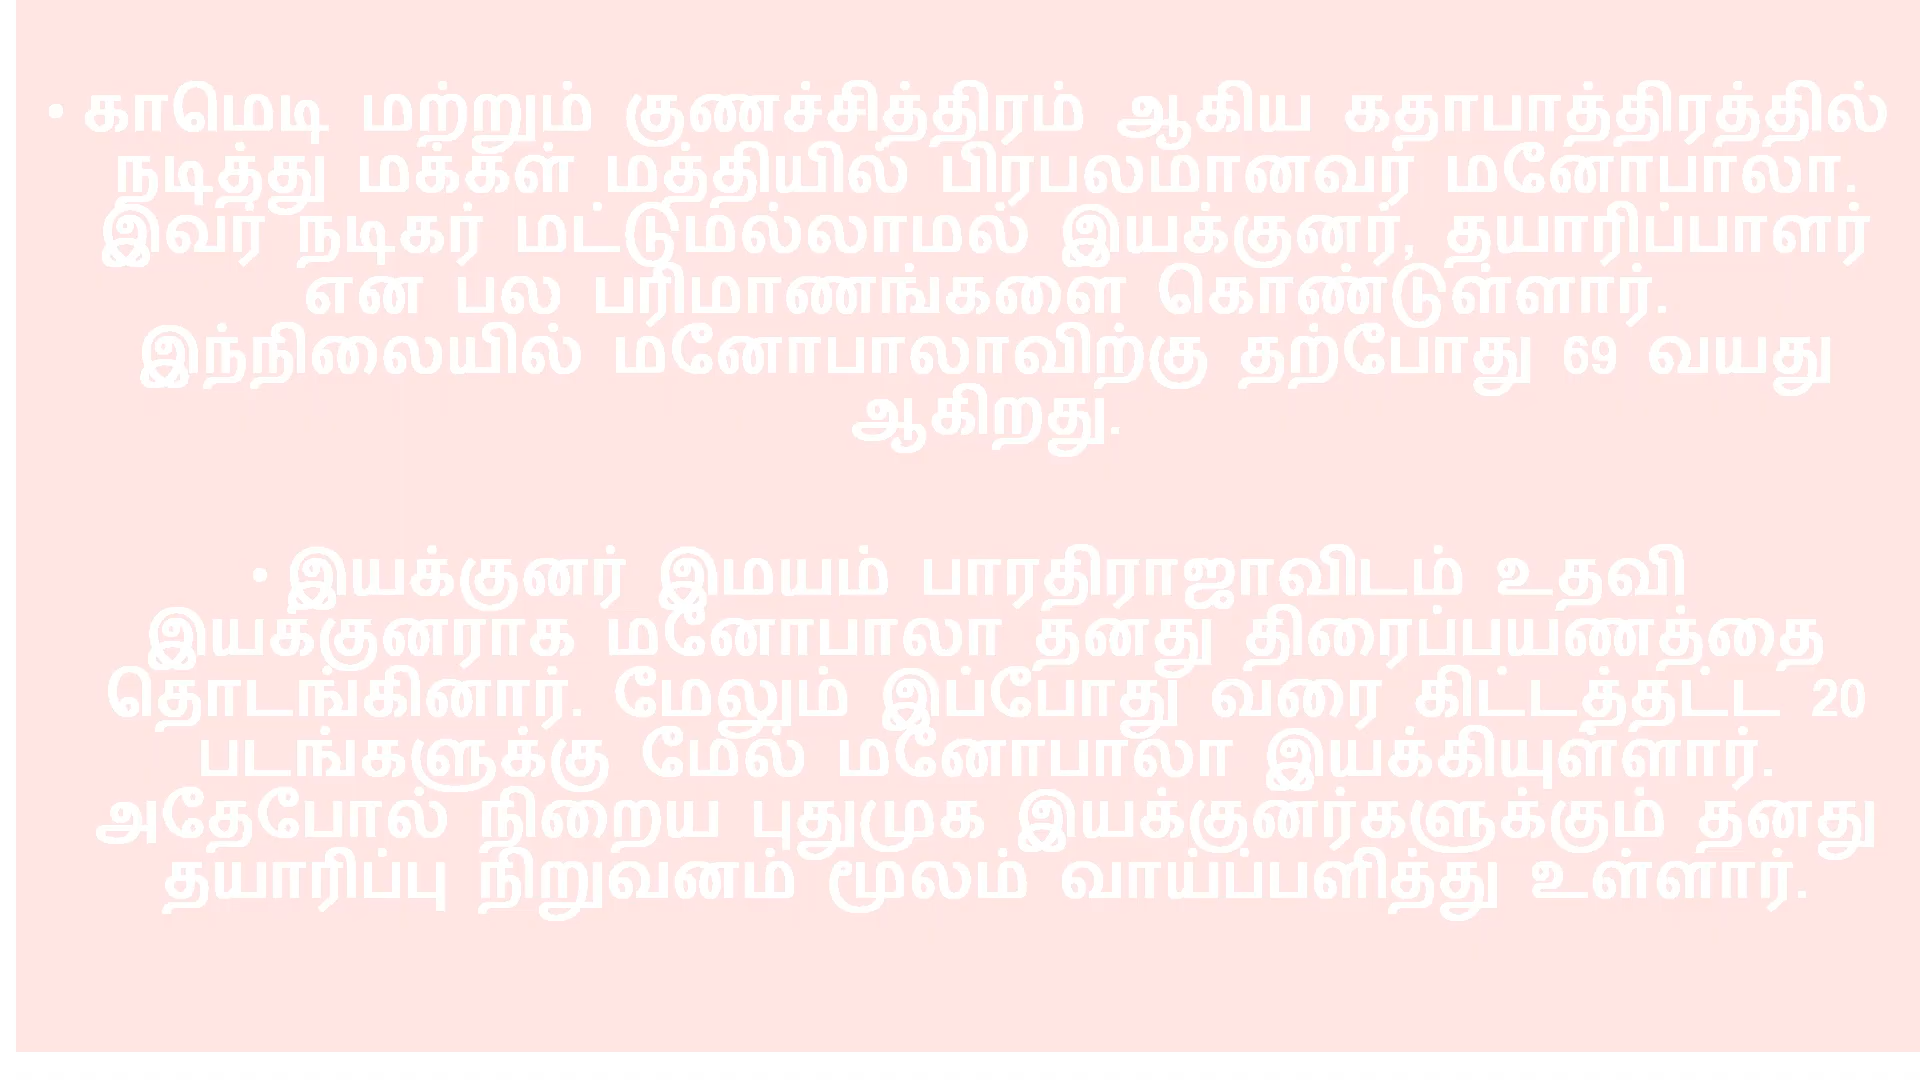 • காமெடி மற்றும் குணச்சித்திரம் ஆகிய கதாபாத்திரத்தில்
நடித்து மக்கள் மத்தியில் பிரபலமானவர் மனோபாலா.
இவர் நடிகர் மட்டுமல்லாமல் இயக்குனர், தயாரிப்பாளர்
என பல பரிமாணங்களை கொண்டுள்ளார்.
இந்நிலையில் மனோபாலாவிற்கு தற்போது 69 வயது
ஆகிறது.
• இயக்குனர் இமயம் பாரதிராஜாவிடம் உதவி
இயக்குனராக மனோபாலா தனது திரைப்பயணத்தை
தொடங்கினார். மேலும் இப்போது வரை கிட்டத்தட்ட 20
படங்களுக்கு மேல் மனோபாலா இயக்கியுள்ளார்.
அதேபோல் நிறைய புதுமுக இயக்குனர்களுக்கும் தனது
தயாரிப்பு நிறுவனம் மூலம் வாய்ப்பளித்து உள்ளார்.